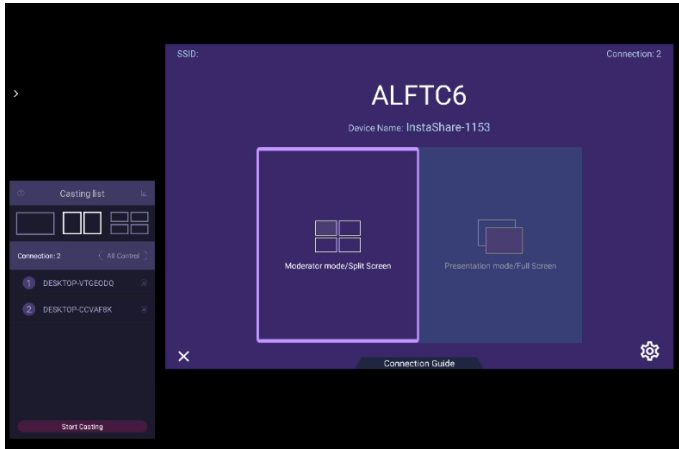 SSID:
Connection: 2
ALFTC6
Device Name: InstaShare-1153
Casting list
Connection: 2
All Control
1 DESKTOP-VTGEODQ
2 DESKTOP-CCVAF8K
Start Casting
Moderator mode/Split Screen
Presentation mode/Full Screen
Connection Guide